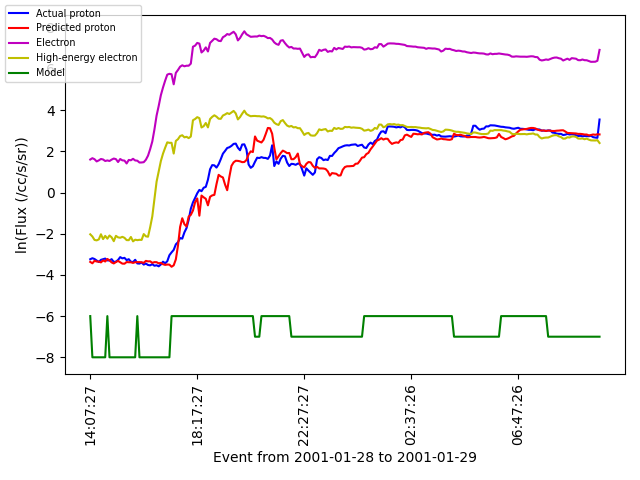 Actual proton
Predicted proton
Electron
High-energy electron
Model
4
2
0
−2
−4
−6
−8
ln(Flux (/cc/s/sr))
14:07:27
18:17:27
22:27:27
02:37:26
06:47:26
Event from 2001-01-28 to 2001-01-29